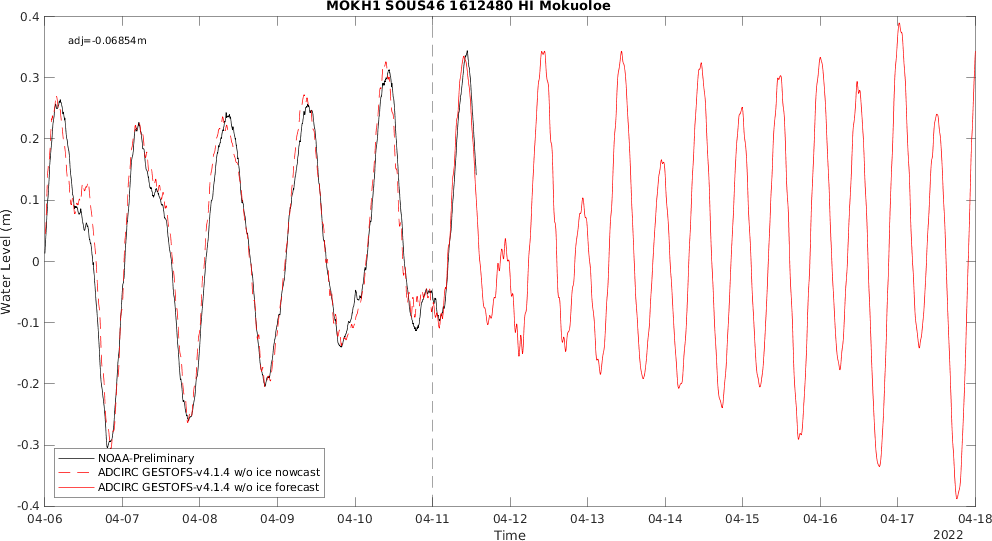 MOKH1 SOUS46 1612480 HI Mokuoloe
adj=-0.06854m
Water Level (m)
0.4
0.3
0.2
0.1
0
-0.1
-0.2
-0.3
-0.4
NOAA-Preliminary
ADCIRC GESTOFS-v4.1.4 w/o ice nowcast
ADCIRC GESTOFS-v4.1.4 w/o ice forecast
04-06 04-07 04-08 04-09 04-10 04-11 04-12 04-13 04-14 04-15 04-16 04-17 04-18
Time
2022